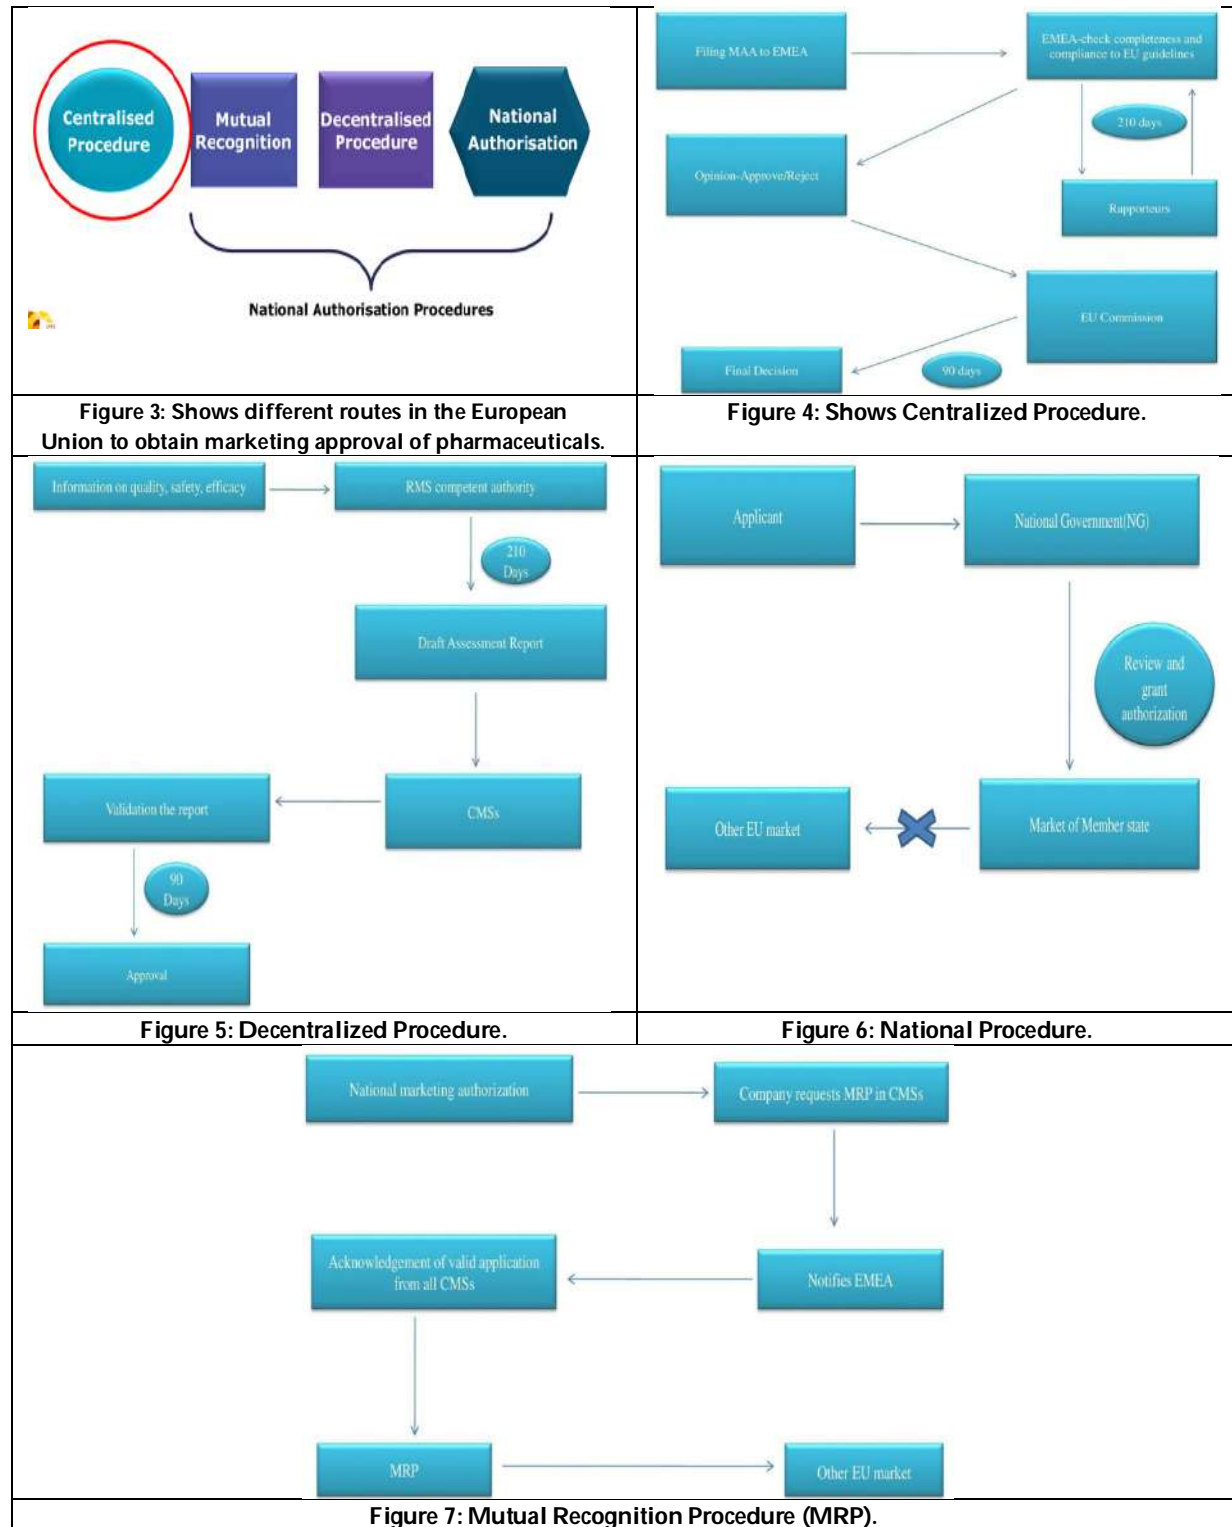 Centralised
Procedure
Mutual
Recognition
Decentralised
Procedure
National
Authorisation
National Authorisation Procedures
Figure 3: Shows different routes in the European
Union to obtain marketing approval of pharmaceuticals.
Filing MAA to EMEA
EMEA-check completeness and
compliance to EU guidelines
210 days
Opinion-Approve/Reject
Rapporteurs
EU Commission
Final Decision
90 days
Figure 4: Shows Centralized Procedure.
Information on quality, safety, efficacy
RMS competent authority
210
Days
Draft Assessment Report
Validation the report
CMSs
90
Days
Approval
Figure 5: Decentralized Procedure.
Applicant
National Government(NG)
Review and
grant
authorization
Other EU market
Market of Member state
Figure 6: National Procedure.
National marketing authorization
Company requests MRP in CMSs
Acknowledgement of valid application
from all CMSs
Notifies EMEA
MRP
Other EU market
Figure 7: Mutual Recognition Procedure (MRP).